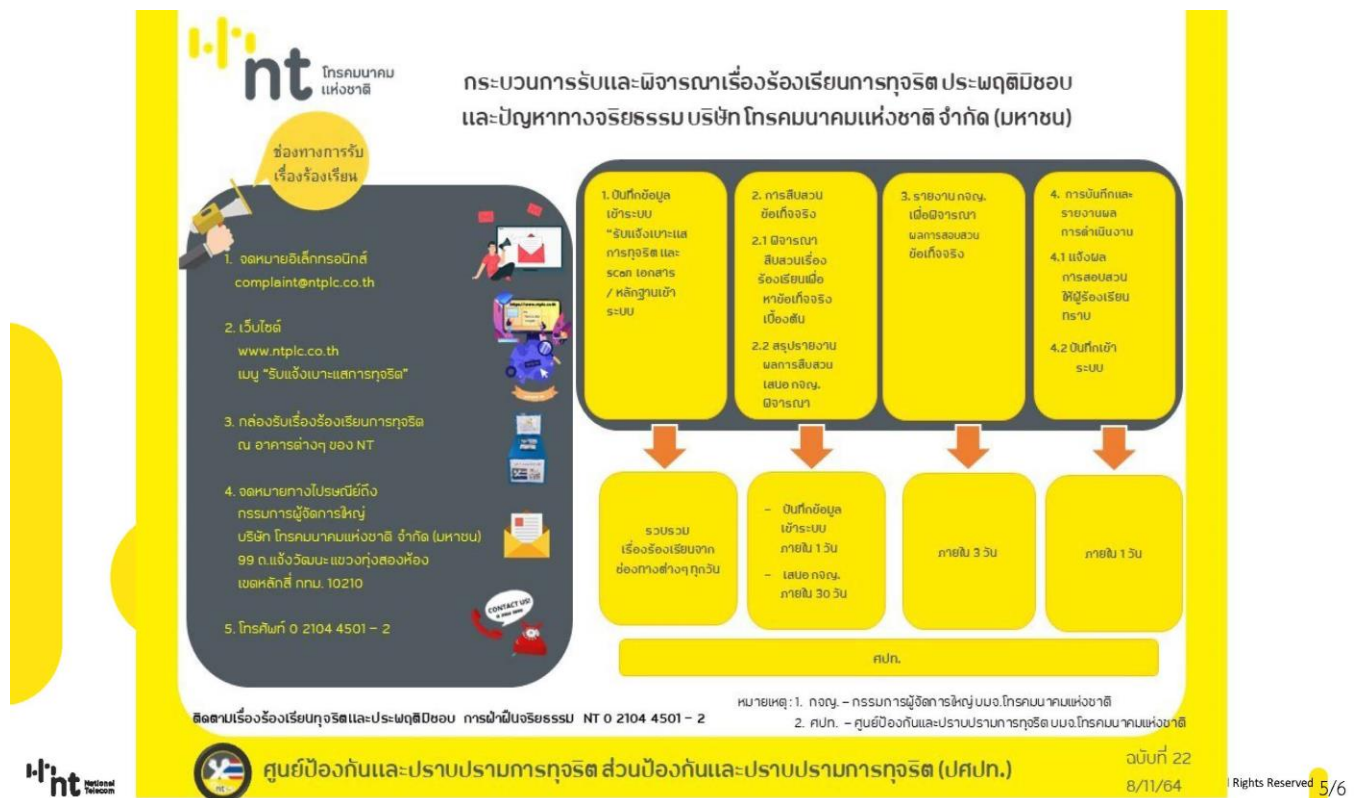 nt โทรคมนาคม
แห่งชาติ
กระบวนการรับและพิจารณาเรื่องร้องเรียนการทุจริต ประพฤติมิชอบ
และปัญหาทางจริยธรรม บริษัท โทรคมนาคมแห่งชาติ จำกัด (มหาชน)
ช่องทางการรับ
เรื่องร้องเรียน
1. จดหมายอิเล็กทรอนิกส์
complaint@ntplc.co.th
2. เว็บไซต์
www.ntplc.co.th
เมนู “รับแจ้งเบาะแสการทุจริต”
3. กล่องรับเรื่องร้องเรียนการทุจริต
ณ อาคารต่างๆ ของ NT
4. จดหมายทางไปรษณีย์ถึง
กรรมการผู้จัดการใหญ่
บริษัท โทรคมนาคมแห่งชาติ จำกัด (มหาชน)
99 ถ.แจ้งวัฒนะ แขวงทุ่งสองห้อง
เขตหลักสี่ กทม. 10210
CONTACT US!
5. โทรศัพท์ 0 2104 4501 – 2
1. บันทึกข้อมูล
เข้าระบบ
“รับแจ้งเบาะแส
การทุจริต และ
scan เอกสาร
/ หลักฐานเข้า
ระบบ
2. การสืบสวน
ข้อเท็จจริง
2.1 พิจารณา
สืบสวนเรื่อง
ร้องเรียนเพื่อ
หาข้อเท็จจริง
เบื้องต้น
2.2 สรุปรายงาน
ผลการสืบสวน
เสนอ กจญ.
พิจารณา
3. รายงาน กจญ.
เพื่อพิจารณา
ผลการสอบสวน
ข้อเท็จจริง
4. การบันทึกและ
รายงานผล
การดำเนินงาน
4.1 แจ้งผล
การสอบสวน
ให้ผู้ร้องเรียน
ทราบ
4.2 บันทึกเข้า
ระบบ
รวบรวม
เรื่องร้องเรียนจาก
ช่องทางต่างๆ ทุกวัน
– บันทึกข้อมูล
เข้าระบบ
ภายใน 1 วัน
– เสนอ กจญ.
ภายใน 30 วัน
ภายใน 3 วัน
ภายใน 1 วัน
ศปท.
หมายเหตุ : 1. กจญ. – กรรมการผู้จัดการใหญ่ บมจ.โทรคมนาคมแห่งชาติ
2. ศปท. – ศูนย์ป้องกันและปราบปรามการทุจริต บมจ.โทรคมนาคมแห่งชาติ
ติดตามเรื่องร้องเรียนทุจริตและประพฤติมิชอบ การฝ่าฝืนจริยธรรม NT 0 2104 4501 – 2
ศูนย์ป้องกันและปราบปรามการทุจริต ส่วนป้องกันและปราบปรามการทุจริต (ปศปท.)
ฉบับที่ 22
8/11/64
nt National
Telecom
Rights Reserved 5/6